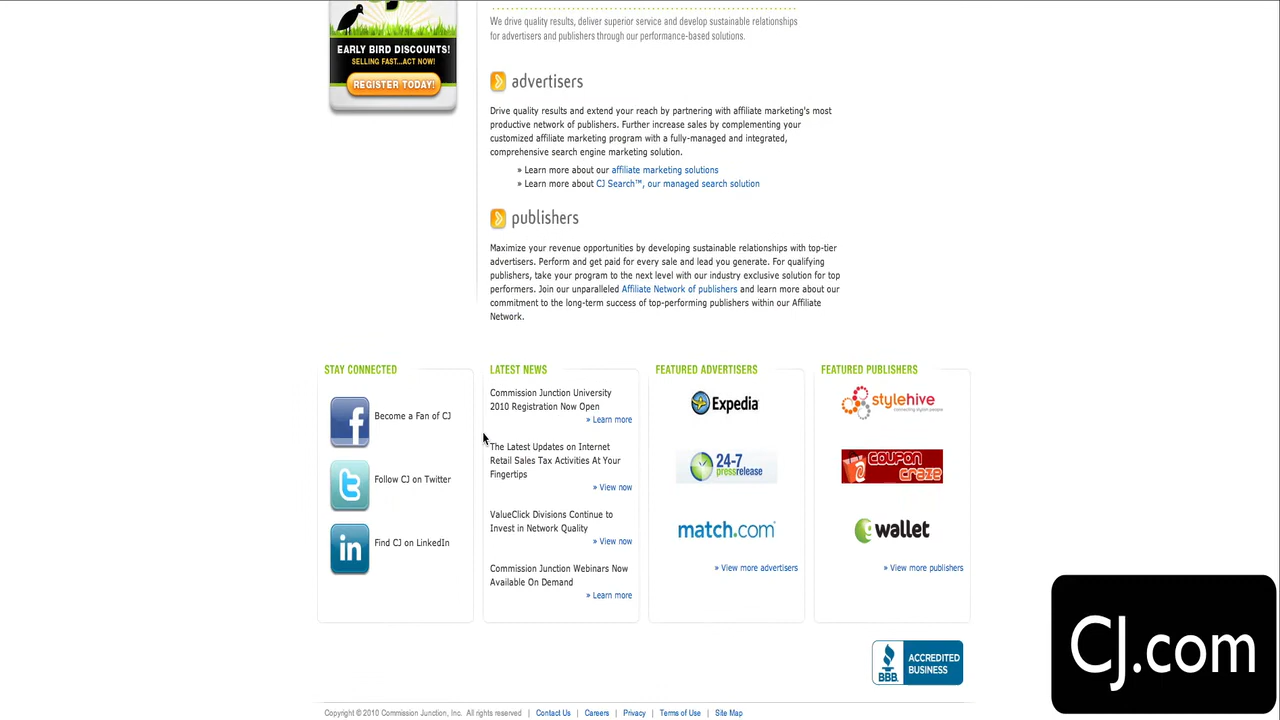 EARLY BIRD DISCOUNTS!
SELLING FAST...ACT NOW!
REGISTER TODAY!
We drive quality results, deliver superior service and develop sustainable relationships
for advertisers and publishers through our performance-based solutions.
advertisers
Drive quality results and extend your reach by partnering with affiliate marketing's most
productive network of publishers. Further increase sales by complementing your
customized affiliate marketing program with a fully-managed and integrated,
comprehensive search engine marketing solution.
» Learn more about our affiliate marketing solutions
» Learn more about CJ Search™, our managed search solution
publishers
Maximize your revenue opportunities by developing sustainable relationships with top-tier
advertisers. Perform and get paid for every sale and lead you generate. For qualifying
publishers, take your program to the next level with our industry exclusive solution for top
performers. Join our unparalleled Affiliate Network of publishers and learn more about our
commitment to the long-term success of top-performing publishers within our Affiliate
Network.
STAY CONNECTED
Become a Fan of CJ
Follow CJ on Twitter
in
Find CJ on LinkedIn
LATEST NEWS
Commission Junction University
2010 Registration Now Open
» Learn more
The Latest Updates on Internet
Retail Sales Tax Activities At Your
Fingertips
» View now
ValueClick Divisions Continue to
Invest in Network Quality
» View now
Commission Junction Webinars Now
Available On Demand
» Learn more
FEATURED ADVERTISERS
Expedia
24-7
pressrelease
match.com
» View more advertisers
FEATURED PUBLISHERS
stylehive
connecting stylish people
COUPON
CRAZE
ewallet
» View more publishers
BBB. ACCREDITED
BUSINESS
CJ.com
Copyright © 2010 Commission Junction, Inc. All rights reserved | Contact Us | Careers | Privacy | Terms of Use | Site Map